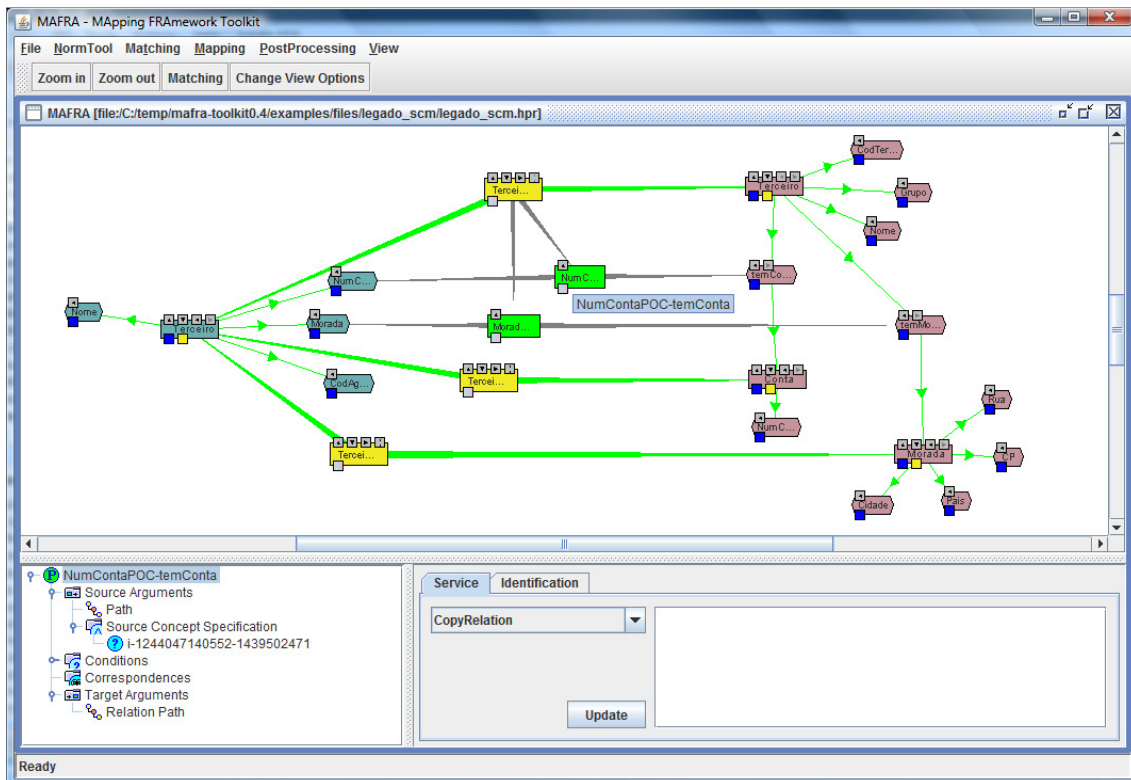 MAFRA - MApping FRAmework Toolkit
File NormTool Matching Mapping PostProcessing View
Zoom in Zoom out Matching Change View Options
MAFRA [file:/C:/temp/mafra-toolkit0.4/examples/files/legado_scm/legado_scm.hpr]
CodTer...
Tercei... Terceiro Grupo
Nome
NumC... NumC... temCo...
NumContaPOC-temConta
Nome Terceiro Morada Morad... temMo...
CodAg... Tercei... Conta
Rua
NumC...
Tercei... Morada CP
Cidade Pais
NumContaPOC-temConta
Source Arguments
Path
Source Concept Specification
i-1244047140552-1439502471
Conditions
Correspondences
Target Arguments
Relation Path
Service Identification
CopyRelation
Update
Ready